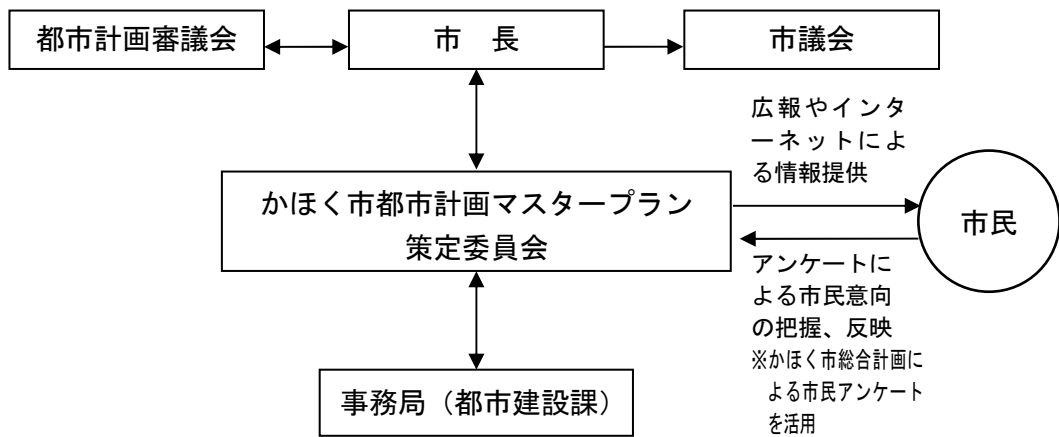 都市計画審議会
市　長
市議会
広報やインタ
ーネットによ
る情報提供
かほく市都市計画マスタープラン
策定委員会
市民
アンケートに
よる市民意向
の把握、反映
※かほく市総合計画に
よる市民アンケート
を活用
事務局（都市建設課）